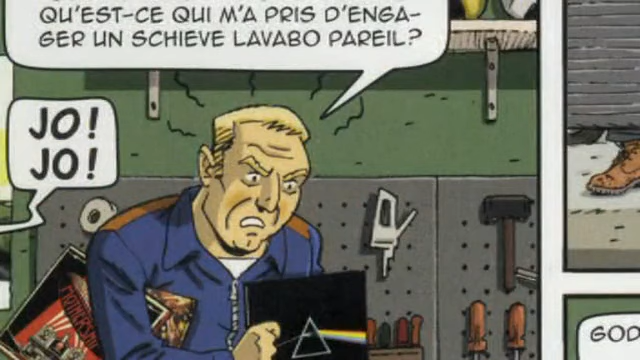 QU'EST-CE QUI M'A PRIS D'ENGA-
GER UN SCHIEVE LAVABO PAREIL?
JO!
JO!
GOD